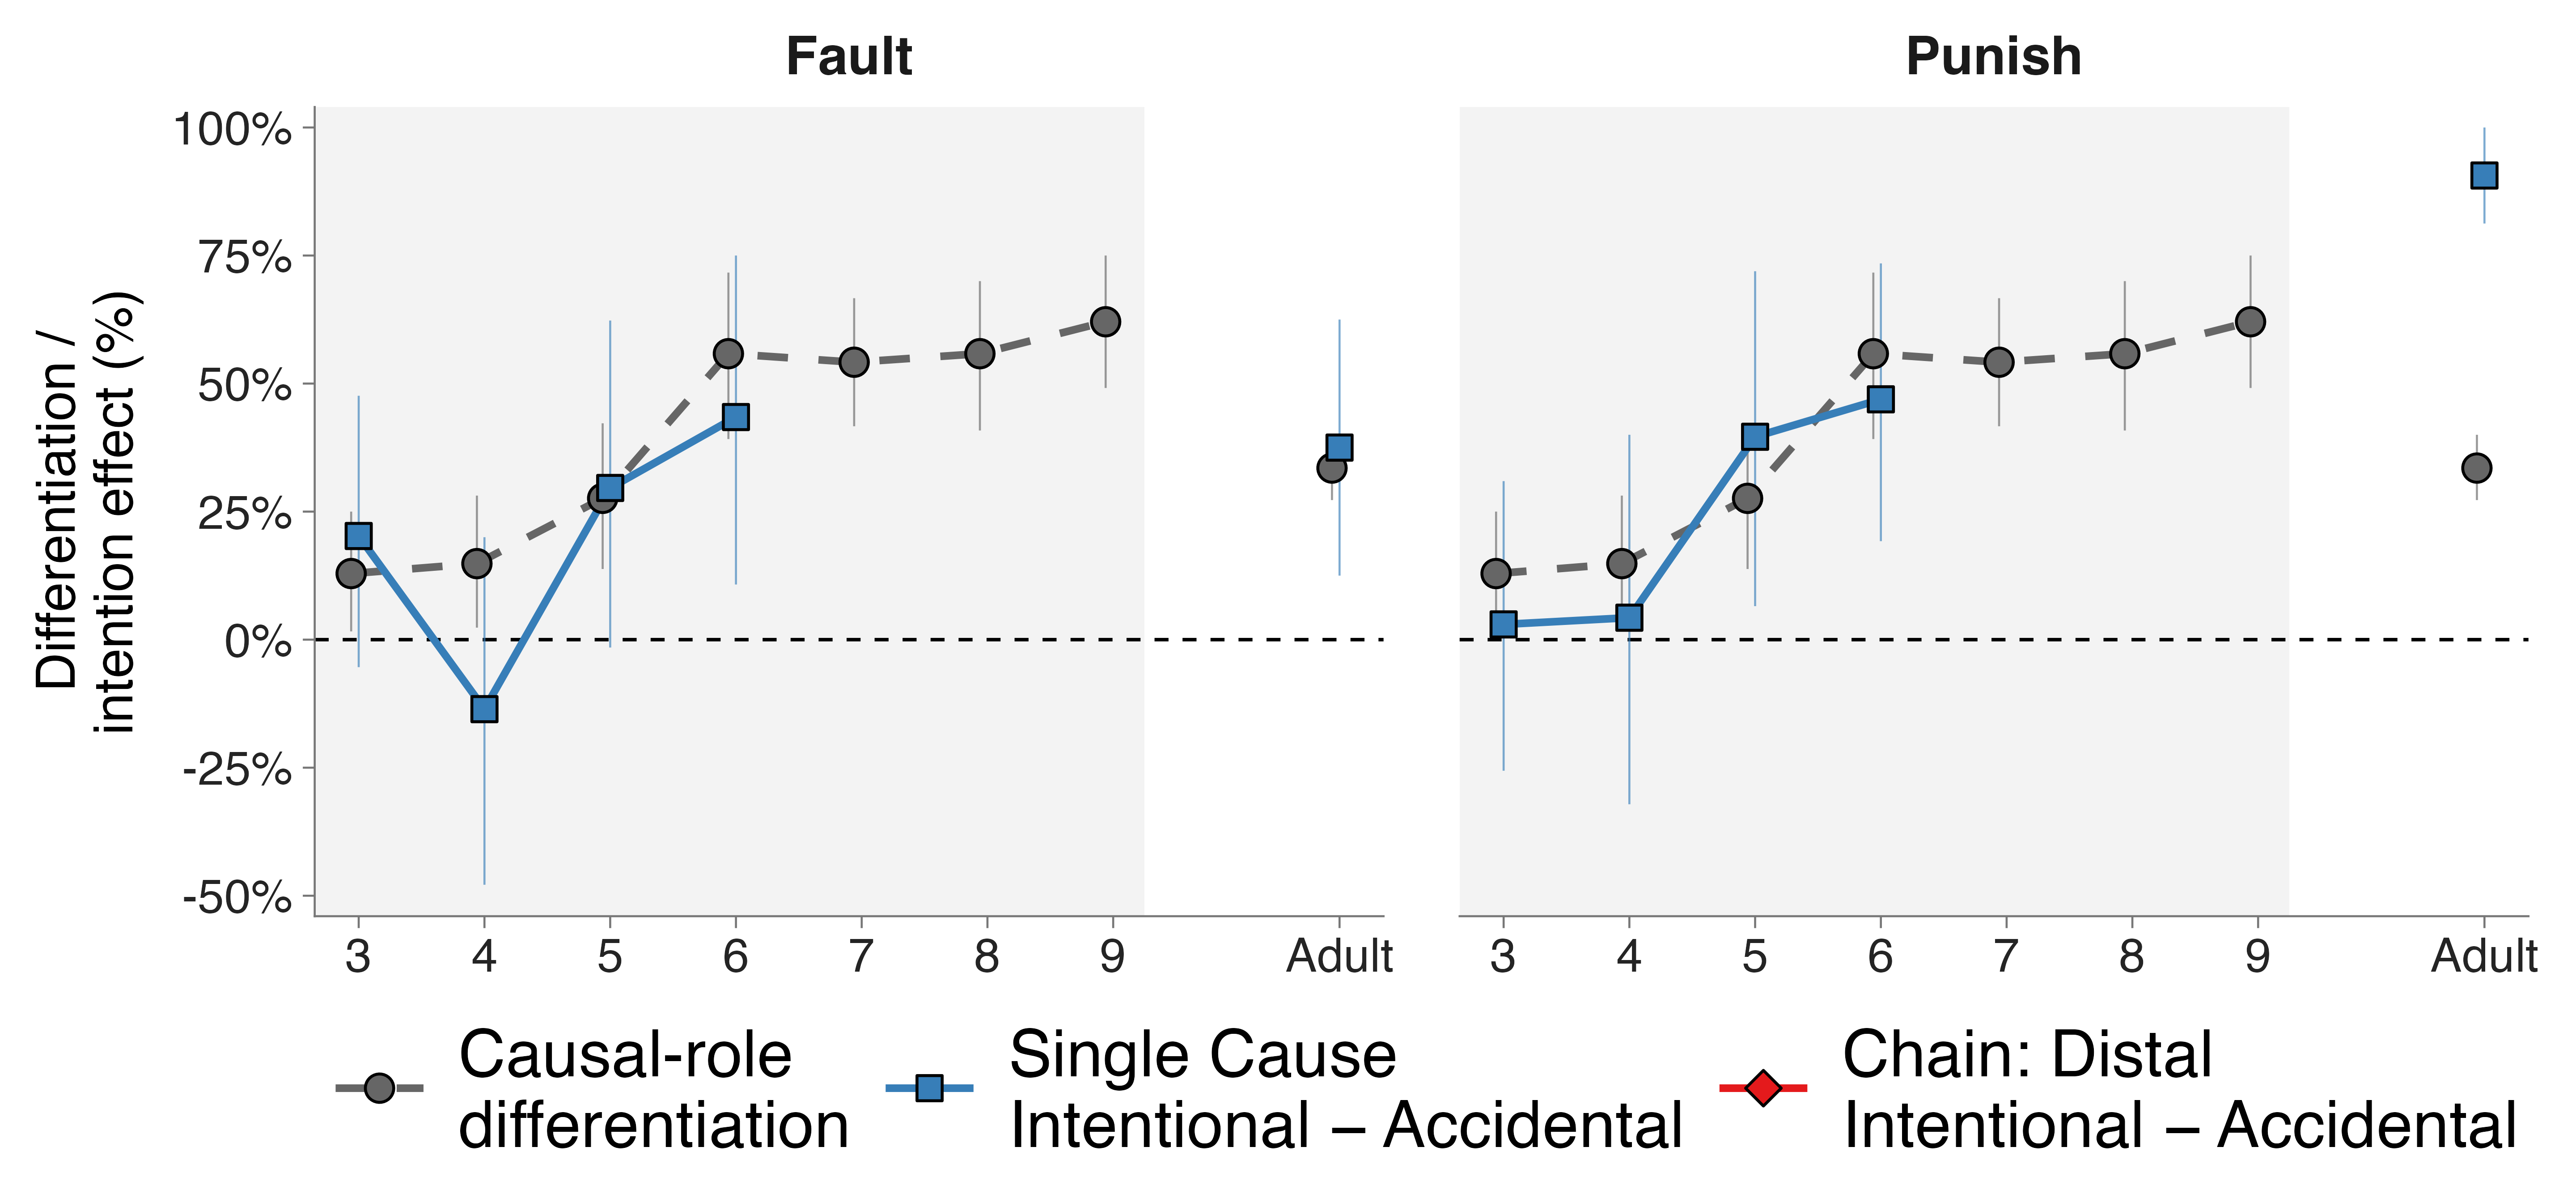 Fault
Punish
Differentiation /
intention effect (%)
100%
75%
50%
25%
0%
-25%
-50%
3 4 5 6 7 8 9 Adult
3 4 5 6 7 8 9 Adult
Causal-role
differentiation
Single Cause
Intentional – Accidental
Chain: Distal
Intentional – Accidental